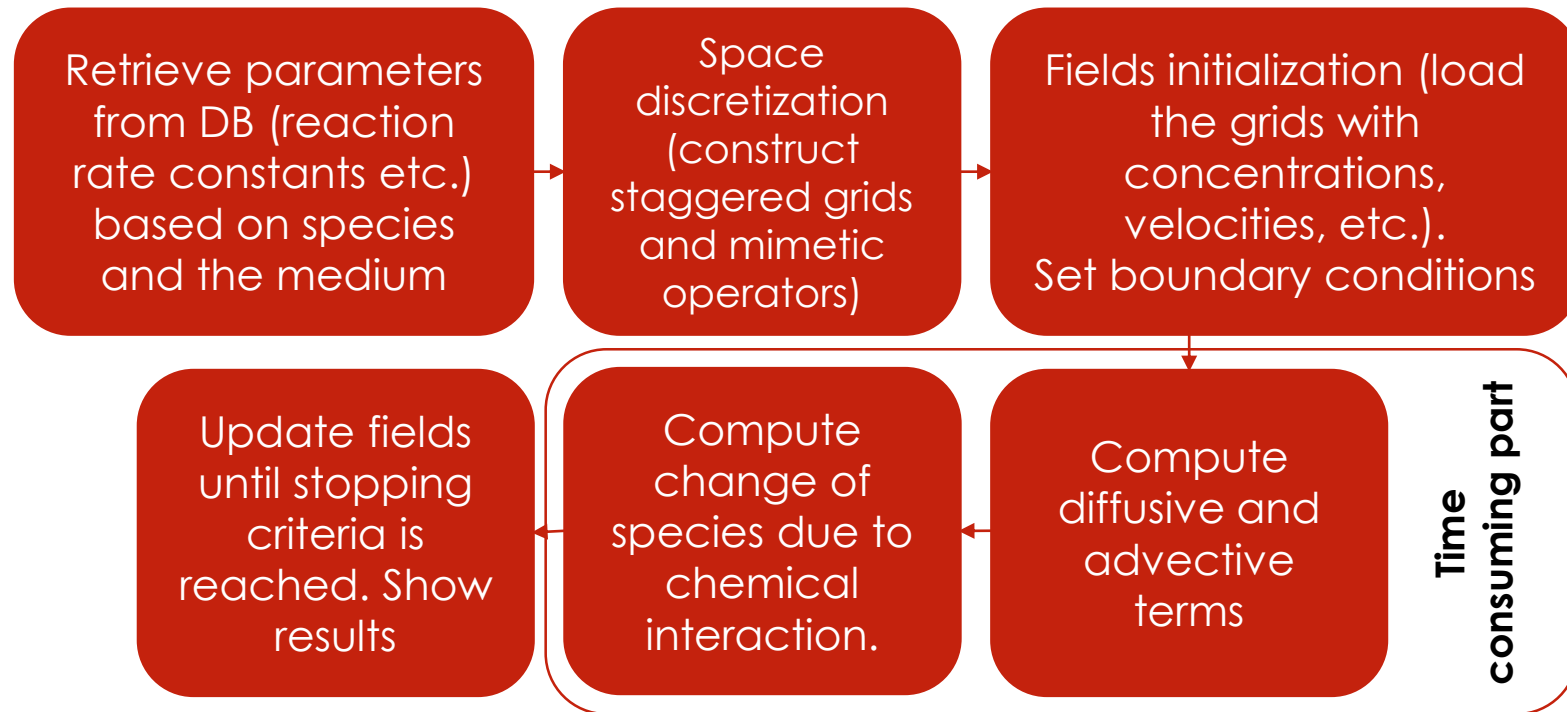 Retrieve parameters
from DB (reaction
rate constants etc.)
based on species
and the medium
Space
discretization
(construct
staggered grids
and mimetic
operators)
Fields initialization (load
the grids with
concentrations,
velocities, etc.).
Set boundary conditions
Update fields
until stopping
criteria is
reached. Show
results
Compute
change of
species due to
chemical
interaction.
Compute
diffusive and
advective
terms
Time
consuming part